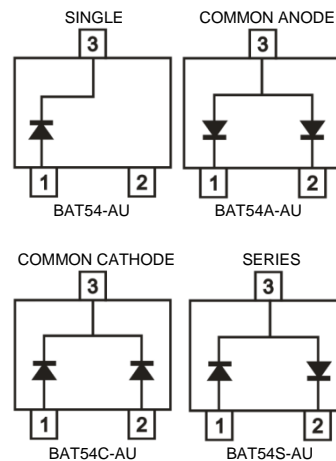 SINGLE COMMON ANODE
3 3
1 2 1 2
BAT54-AU BAT54A-AU
COMMON CATHODE SERIES
3 3
1 2 1 2
BAT54C-AU BAT54S-AU